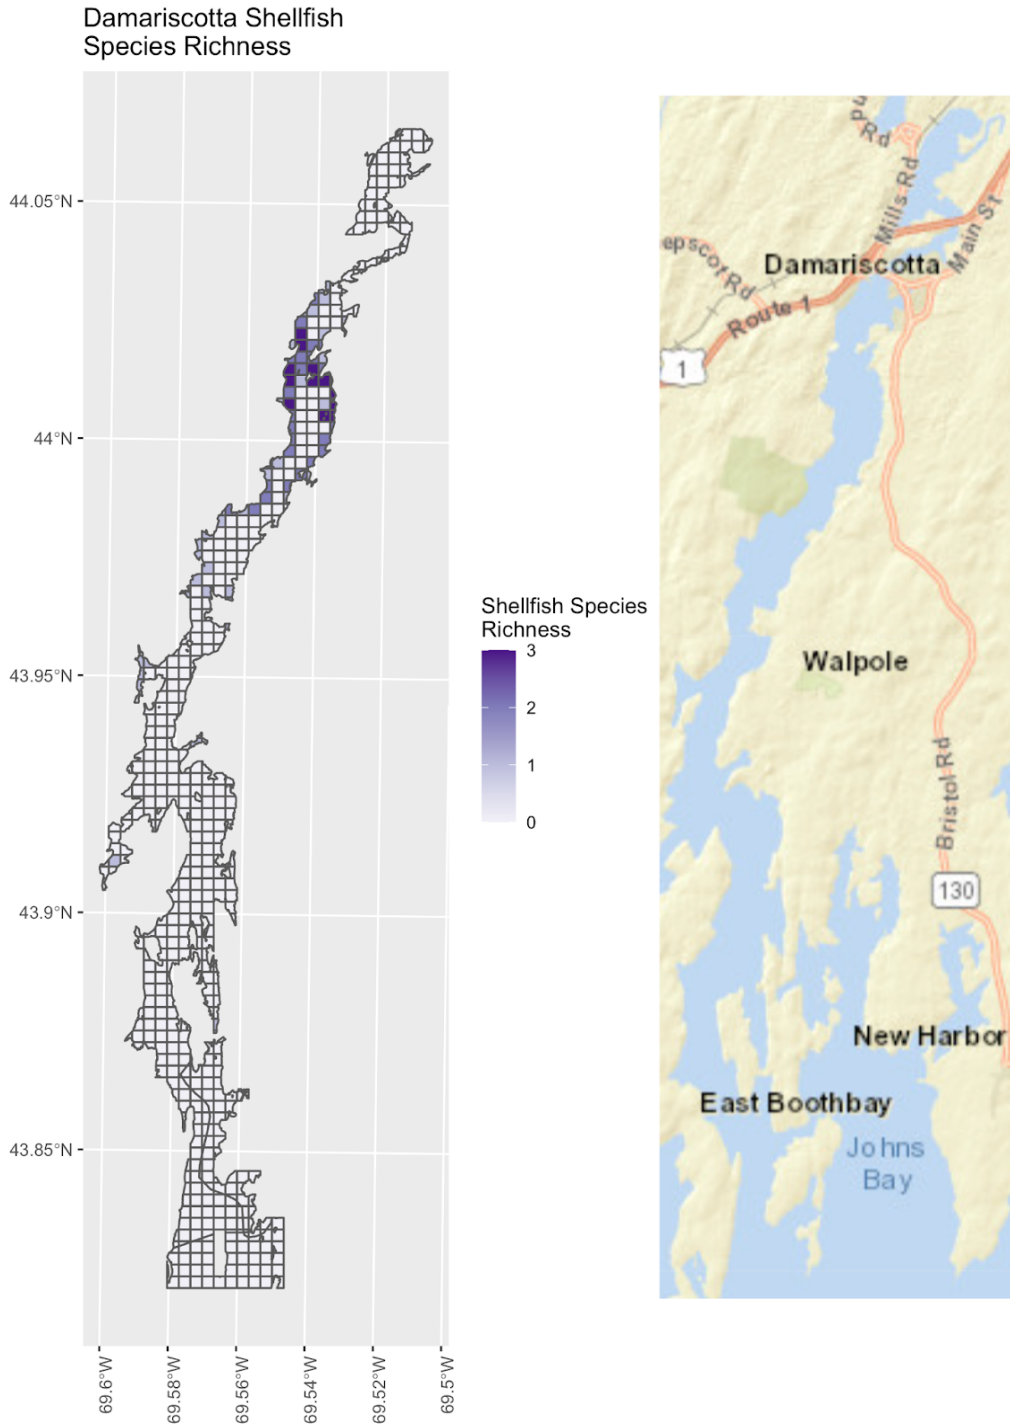 Damariscotta Shellfish
Species Richness
44.05°N
44°N
43.95°N
43.9°N
43.85°N
69.6°W
69.58°W
69.56°W
69.54°W
69.52°W
69.5°W
Shellfish Species
Richness
3
2
1
0
Rd
Mills Rd
Main St
epscot Rd
Damariscotta
Route 1
1
Walpole
Bristol Rd
130
New Harbor
East Boothbay
Johns
Bay